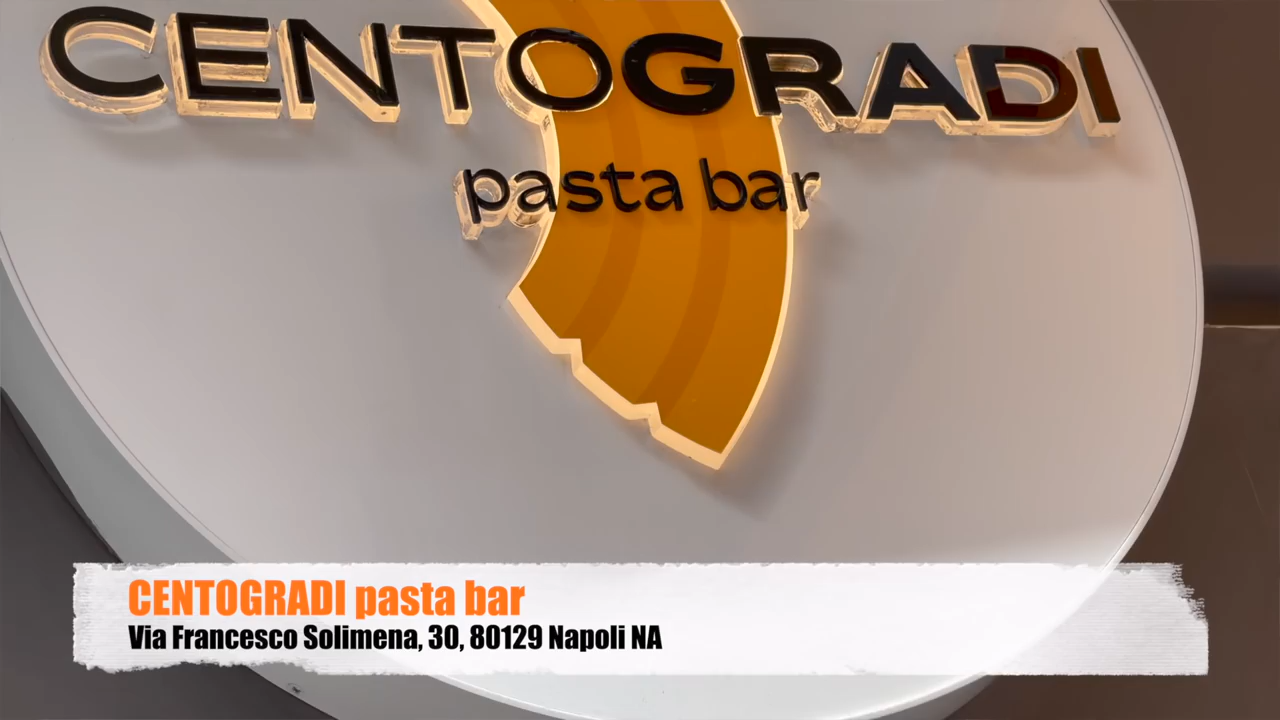 CENTOGRADI
pasta bar
CENTOGRADI pasta bar
Via Francesco Solimena, 30, 80129 Napoli NA